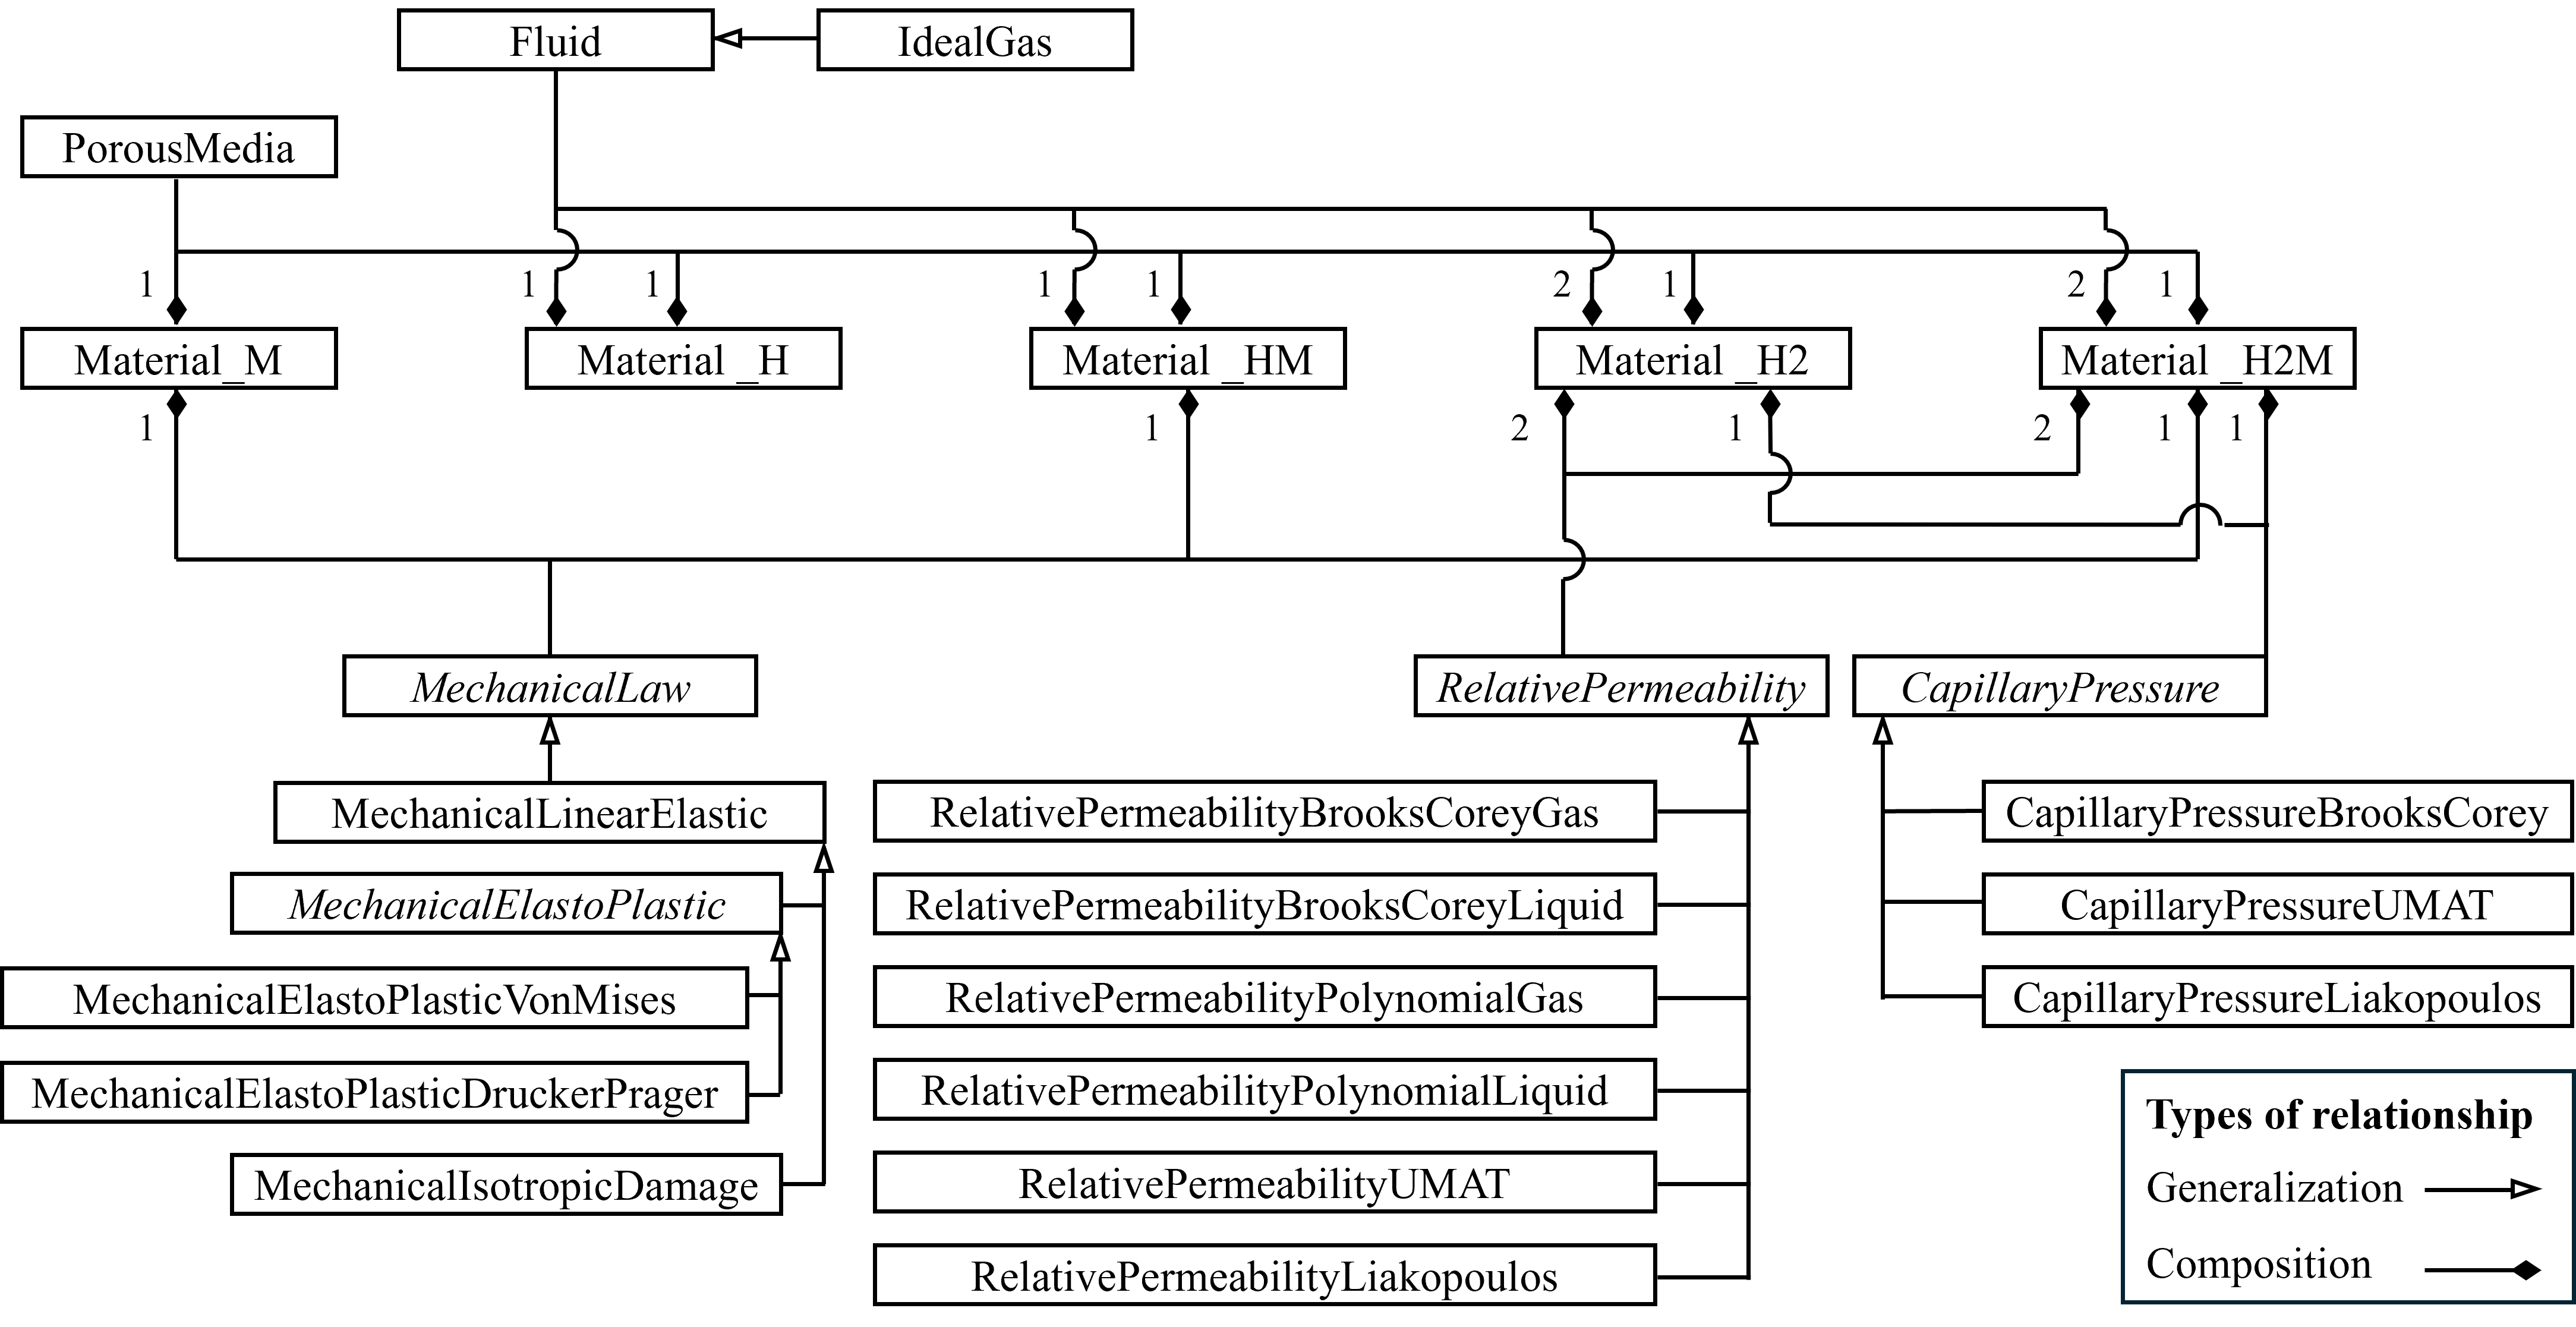 Fluid
IdealGas
PorousMedia
1
1
1
1
1
2
1
2
1
Material_M
Material _H
Material _HM
Material _H2
Material _H2M
1
1
2
1
2
1
1
MechanicalLaw
RelativePermeability
CapillaryPressure
MechanicalLinearElastic
MechanicalElastoPlastic
MechanicalElastoPlasticVonMises
MechanicalElastoPlasticDruckerPrager
MechanicalIsotropicDamage
RelativePermeabilityBrooksCoreyGas
RelativePermeabilityBrooksCoreyLiquid
RelativePermeabilityPolynomialGas
RelativePermeabilityPolynomialLiquid
RelativePermeabilityUMAT
RelativePermeabilityLiakopoulos
CapillaryPressureBrooksCorey
CapillaryPressureUMAT
CapillaryPressureLiakopoulos
Types of relationship
Generalization
Composition